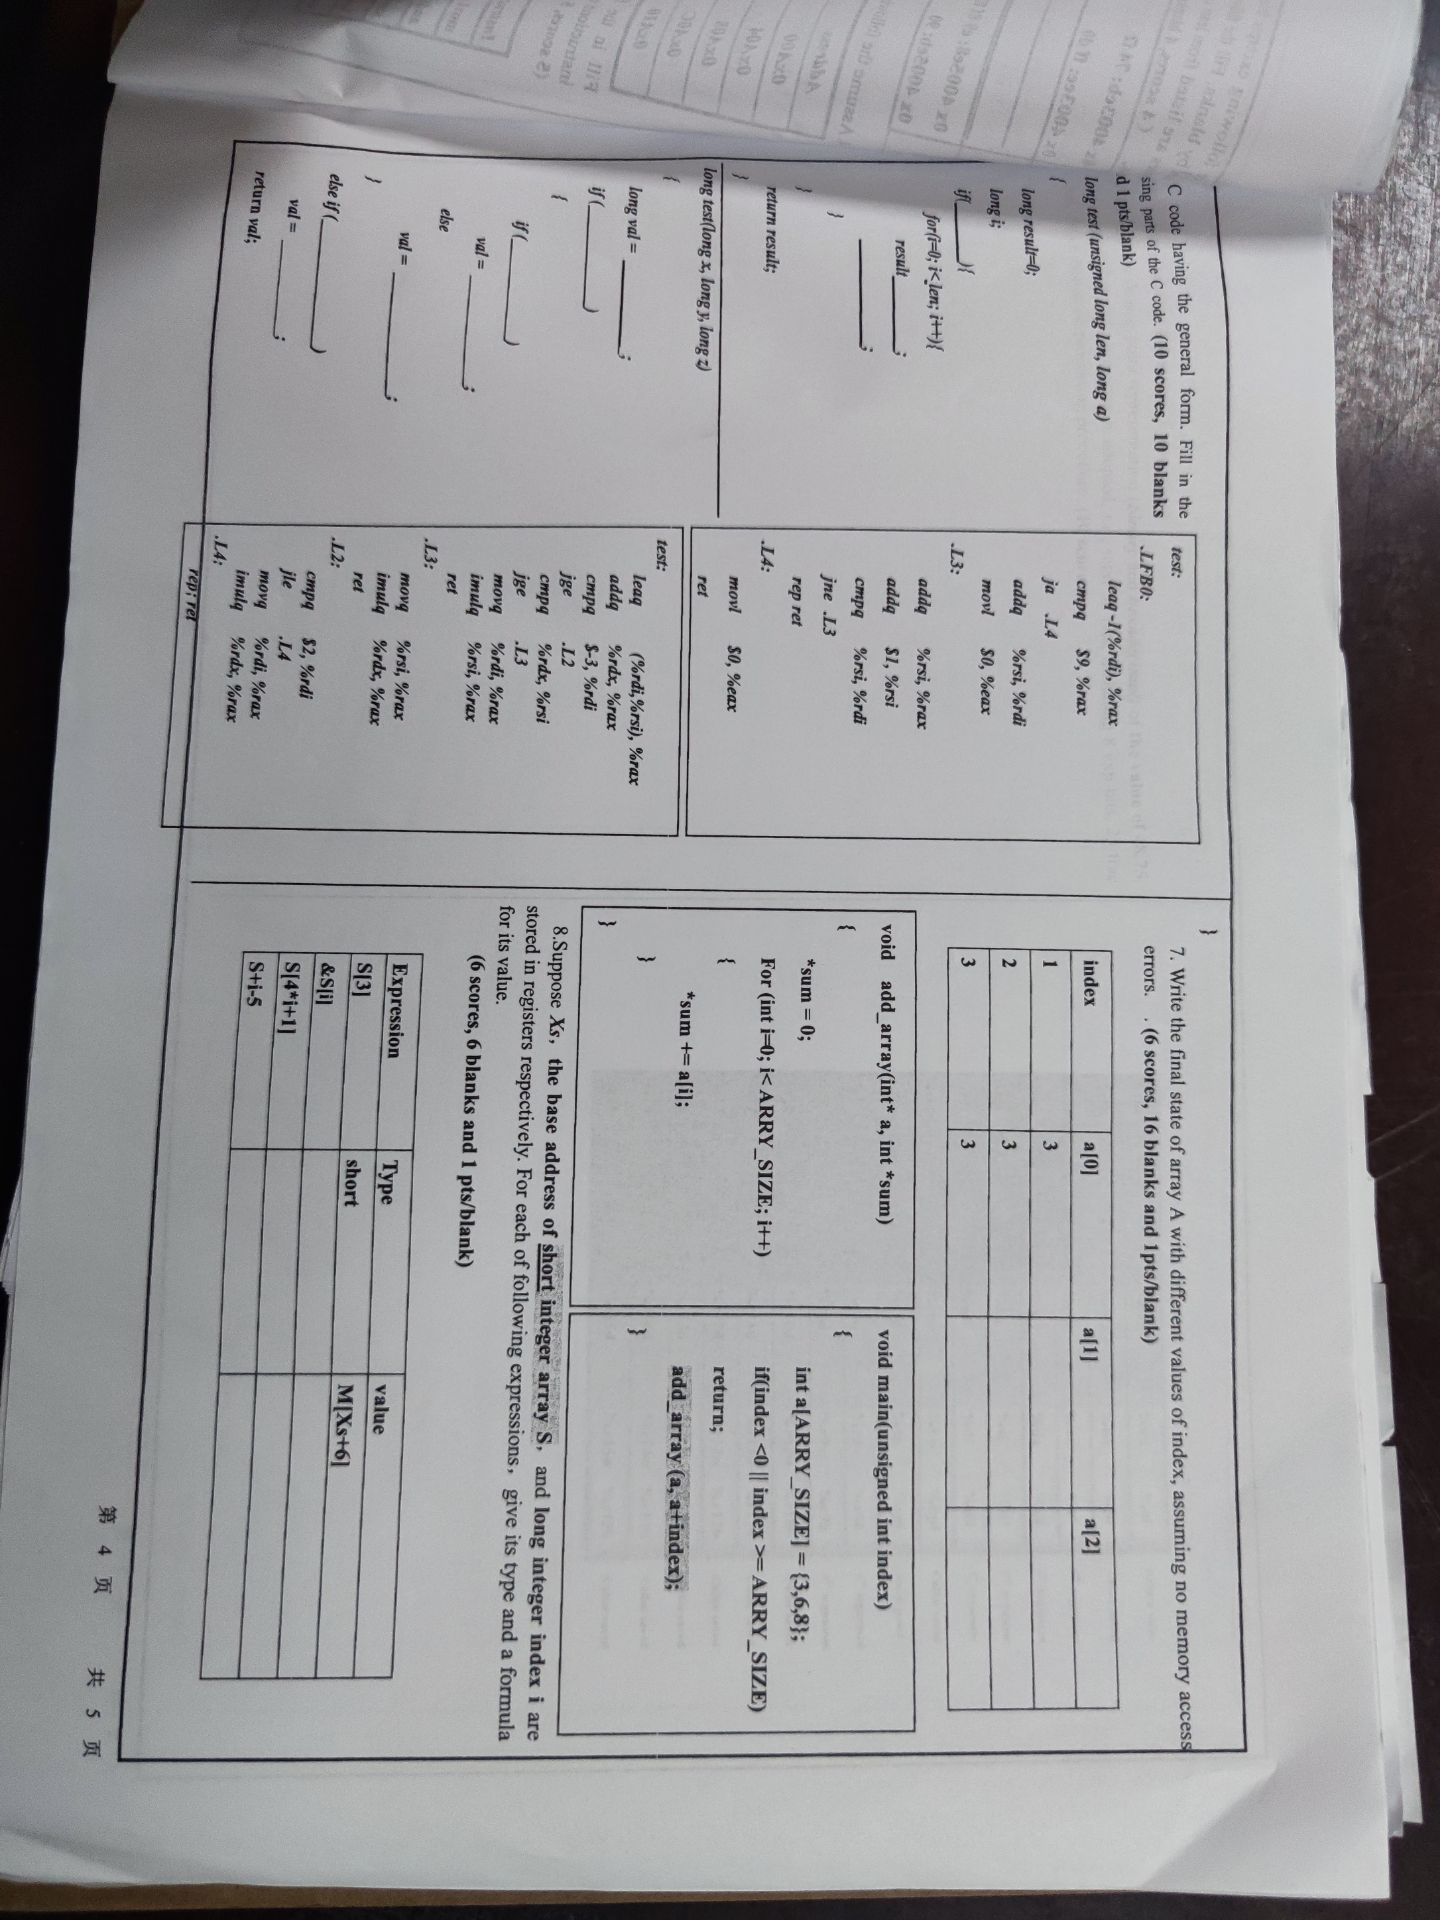 C code having the general form. Fill in the
sing parts of the C code. (10 scores, 10 blanks
d 1 pts/blank)
long test (unsigned long len, long a)
{
long result=0;
long i;
if(______){
for(i=0; i< len; i++){
result______;
______;
}
}
return result;
}
long test(long x, long y, long z)
{
long val = ______;
if (______)
{
if (______)
val = ______;
else
val = ______;
}
else if (______)
val = ______;
return val;
test:
.LFB0:
leaq -1(%rdi), %rax
cmpq $9, %rax
ja .L4
addq %rsi, %rdi
movl $0, %eax
.L3:
addq %rsi, %rax
addq $1, %rsi
cmpq %rsi, %rdi
jne .L3
rep ret
.L4:
movl $0, %eax
ret
test:
leaq (%rdi,%rsi), %rax
addq %rdx, %rax
cmpq $-3, %rdi
jge .L2
cmpq %rdx, %rsi
jge .L3
movq %rdi, %rax
imulq %rsi, %rax
ret
.L3:
movq %rsi, %rax
imulq %rdx, %rax
ret
.L2:
cmpq $2, %rdi
jle .L4
movq %rdi, %rax
imulq %rdx, %rax
.L4:
rep; ret
}
7. Write the final state of array A with different values of index, assuming no memory access
errors. . (6 scores, 16 blanks and 1pts/blank)
index a[0] a[1] a[2]
1 3
2 3
3 3
void add_array(int* a, int *sum)
{
*sum = 0;
For (int i=0; i< ARRY_SIZE; i++)
{
*sum += a[i];
}
}
void main(unsigned int index)
{
int a[ARRY_SIZE] = {3,6,8};
if(index <0 || index >= ARRY_SIZE)
return;
add_array (a, a+index);
}
8.Suppose Xs, the base address of short integer array S, and long integer index i are
stored in registers respectively. For each of following expressions, give its type and a formula
for its value.
(6 scores, 6 blanks and 1 pts/blank)
Expression Type value
S[3] short M[Xs+6]
&S[i]
S[4*i+1]
S+i-5
第 4 页 共 5 页